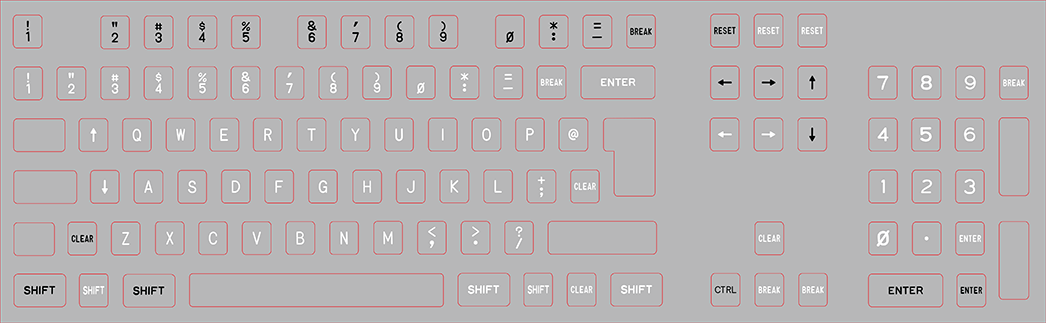 ! " # $ % & ' ( ) * = RESET RESET RESET
1 2 3 4 5 6 7 8 9 Ø : – BREAK
! " # $ % & ' ( ) * = ← → ↑ 7 8 9 BREAK
1 2 3 4 5 6 7 8 9 Ø : – BREAK ENTER
↑ Q W E R T Y U I O P @ ← → ↓ 4 5 6
↓ A S D F G H J K L + ; CLEAR 1 2 3
CLEAR Z X C V B N M < , > . ? / CLEAR Ø . ENTER
SHIFT SHIFT SHIFT SHIFT SHIFT CLEAR SHIFT CTRL BREAK BREAK ENTER ENTER